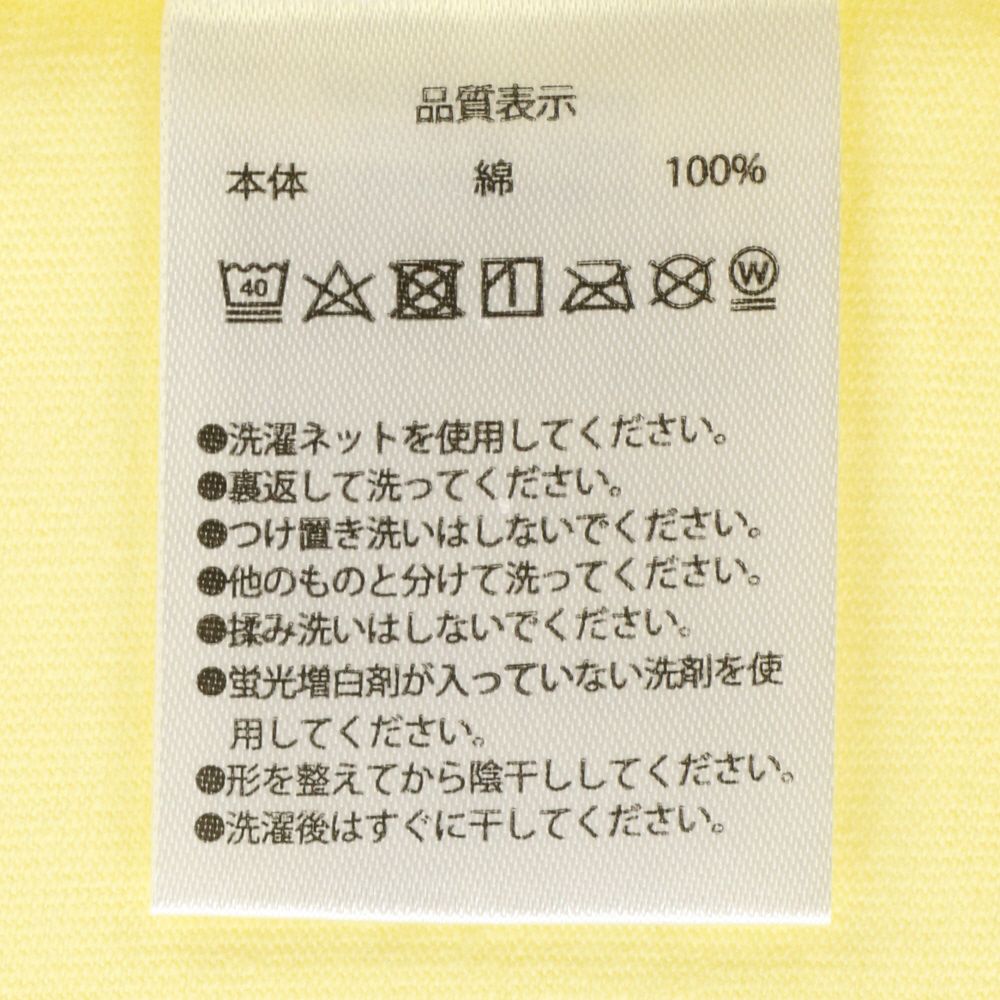 品質表示
本体 綿 100%
40 W
●洗濯ネットを使用してください。
●裏返して洗ってください。
●つけ置き洗いはしないでください。
●他のものと分けて洗ってください。
●揉み洗いはしないでください。
●蛍光増白剤が入っていない洗剤を使
用してください。
●形を整えてから陰干ししてください。
●洗濯後はすぐに干してください。